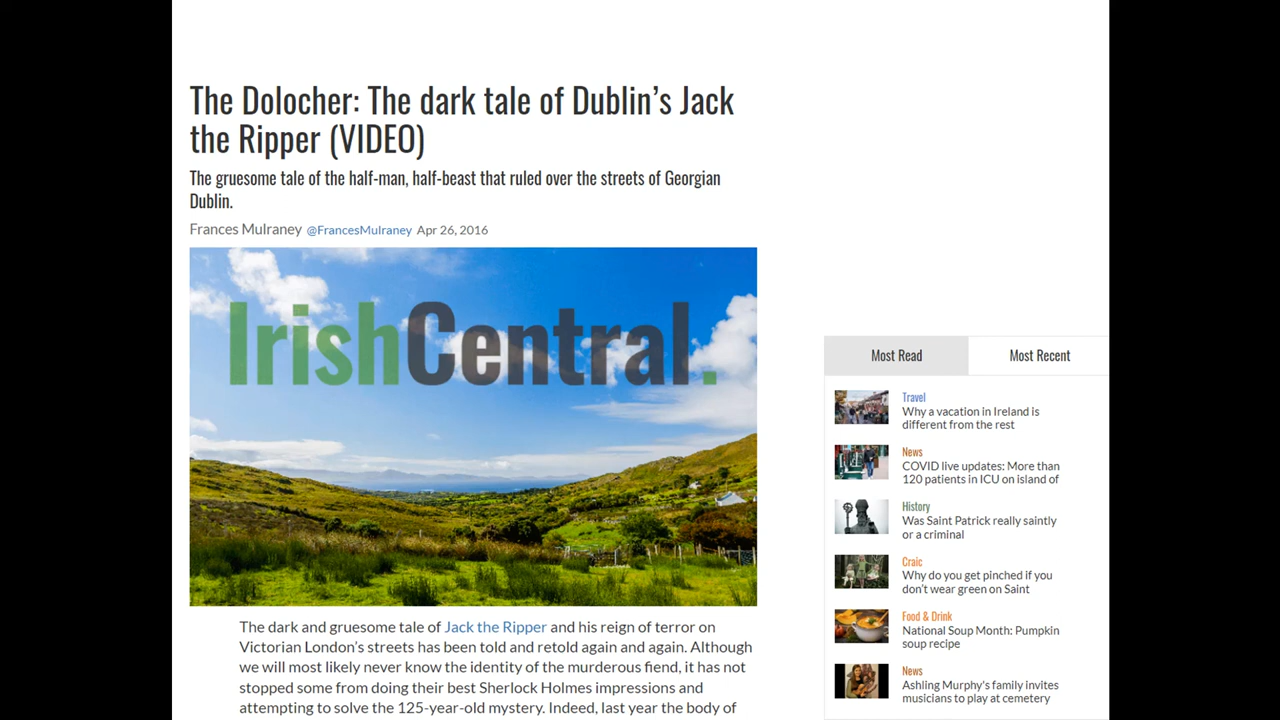 The Dolocher: The dark tale of Dublin’s Jack
the Ripper (VIDEO)
The gruesome tale of the half-man, half-beast that ruled over the streets of Georgian
Dublin.
Frances Mulraney @FrancesMulraney Apr 26, 2016
IrishCentral.
The dark and gruesome tale of Jack the Ripper and his reign of terror on
Victorian London’s streets has been told and retold again and again. Although
we will most likely never know the identity of the murderous fiend, it has not
stopped some from doing their best Sherlock Holmes impressions and
attempting to solve the 125-year-old mystery. Indeed, last year the body of
Most Read
Most Recent
Travel
Why a vacation in Ireland is
different from the rest
News
COVID live updates: More than
120 patients in ICU on island of
History
Was Saint Patrick really saintly
or a criminal
Craic
Why do you get pinched if you
don’t wear green on Saint
Food & Drink
National Soup Month: Pumpkin
soup recipe
News
Ashling Murphy's family invites
musicians to play at cemetery